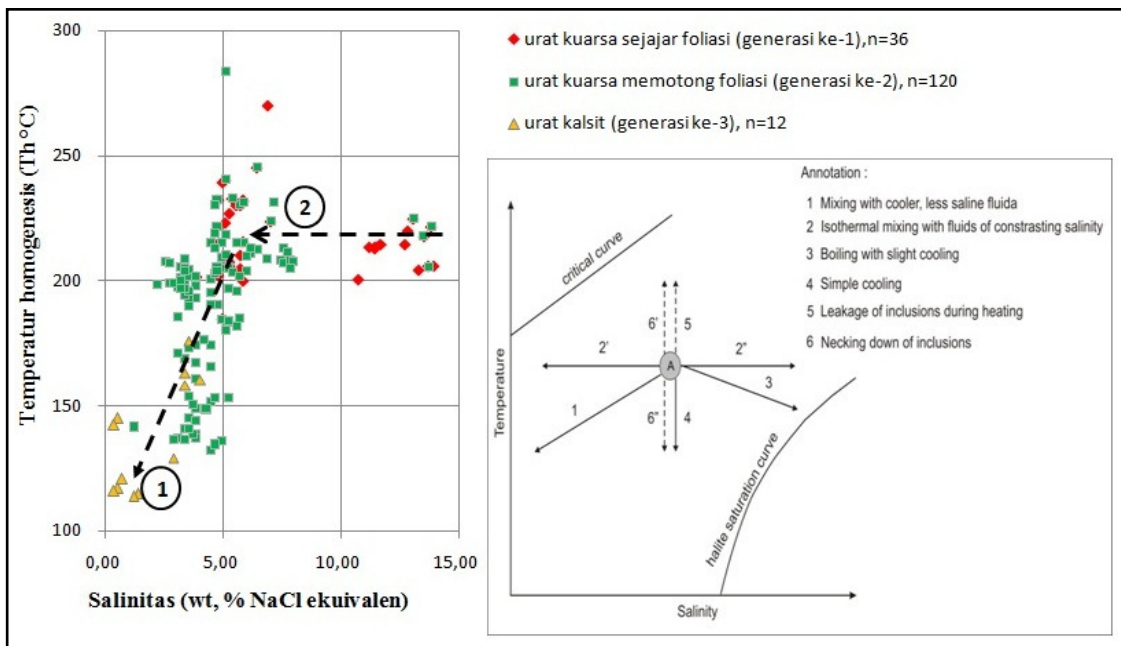 Temperatur homogenesis (Th °C)
300
250
200
150
100
0,00
5,00
10,00
15,00
Salinitas (wt, % NaCl ekuivalen)
2
1
urat kuarsa sejajar foliasi (generasi ke-1),n=36
urat kuarsa memotong foliasi (generasi ke-2), n=120
urat kalsit (generasi ke-3), n=12
Annotation :
1 Mixing with cooler, less saline fluida
2 Isothermal mixing with fluids of constrasting salinity
3 Boiling with slight cooling
4 Simple cooling
5 Leakage of inclusions during heating
6 Necking down of inclusions
critical curve
6'
5
2'
A
2"
1
6"
4
3
halite saturation curve
Temperature
Salinity